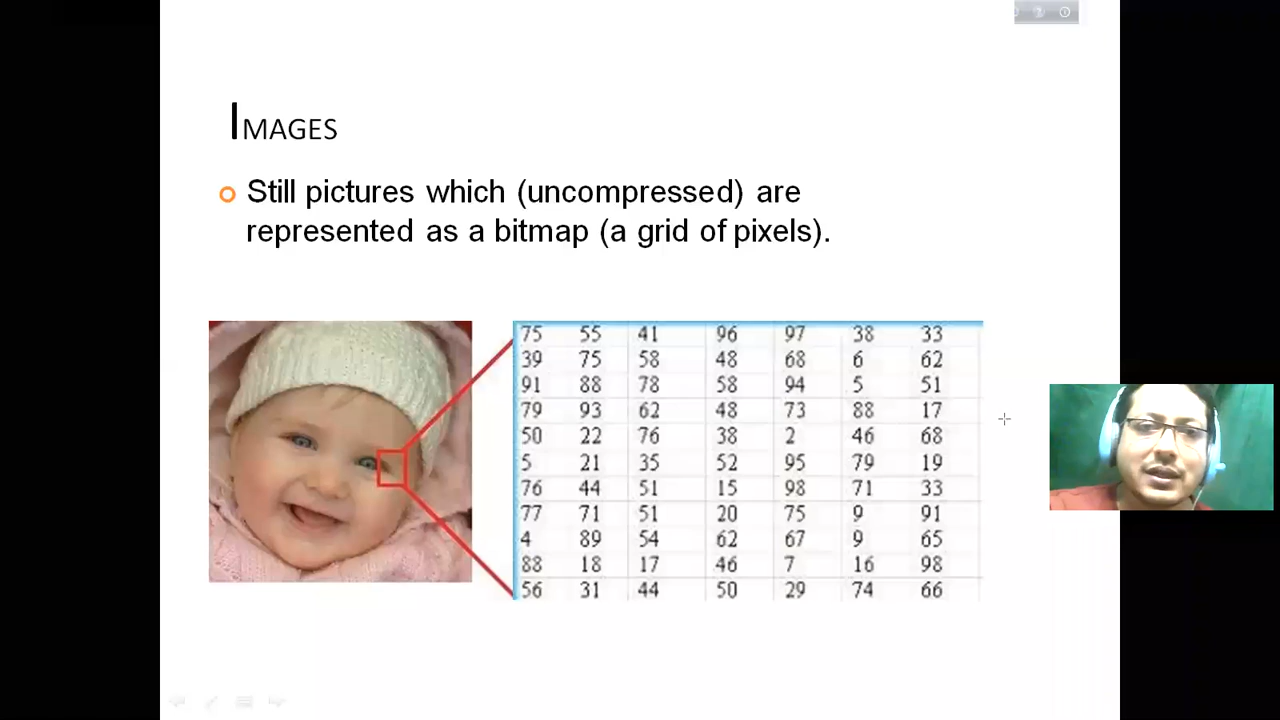 IMAGES
Still pictures which (uncompressed) are
represented as a bitmap (a grid of pixels).
75 55 41 96 97 38 33
39 75 58 48 68 6 62
91 88 78 58 94 5 51
79 93 62 48 73 88 17
50 22 76 38 2 46 68
5 21 35 52 95 79 19
76 44 51 15 98 71 33
77 71 51 20 75 9 91
4 89 54 62 67 9 65
88 18 17 46 7 16 98
56 31 44 50 29 74 66